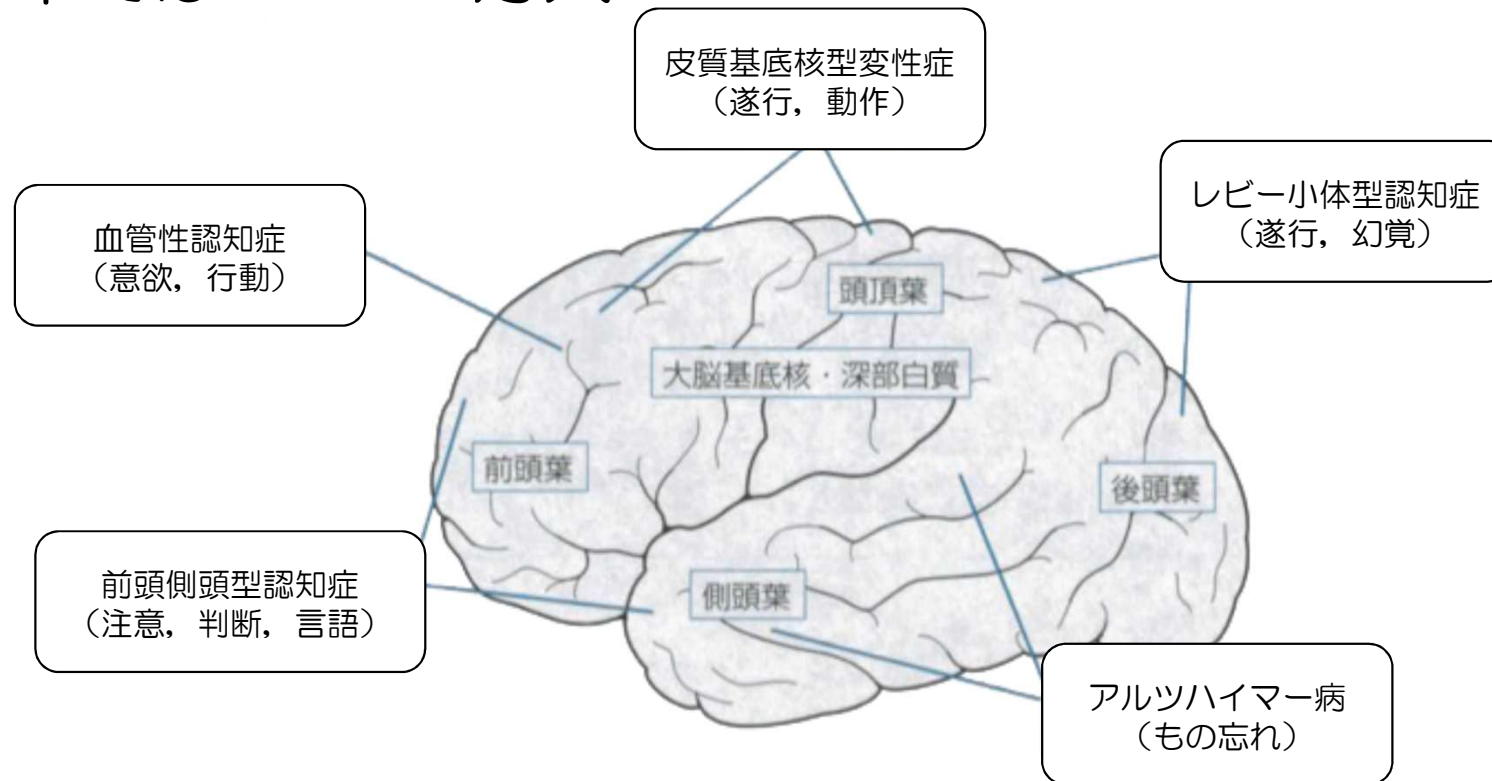 皮質基底核型変性症
（遂行，動作）
レビー小体型認知症
（遂行，幻覚）
血管性認知症
（意欲，行動）
頭頂葉
大脳基底核・深部白質
前頭葉
後頭葉
前頭側頭型認知症
（注意，判断，言語）
側頭葉
アルツハイマー病
（もの忘れ）